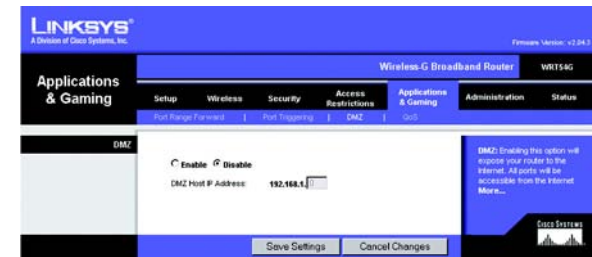 LINKSYS®
A Division of Cisco Systems, Inc.
Firmware Version: v2.04.3
Wireless-G Broadband Router WRT54G
Applications & Gaming
Setup Wireless Security Access Restrictions Applications & Gaming Administration Status
Port Range Forward | Port Triggering | DMZ | QoS
DMZ
Enable Disable
DMZ Host IP Address: 192.168.1. 0
DMZ: Enabling this option will
expose your router to the
Internet. All ports will be
accessible from the Internet
More...
CISCO SYSTEMS
Save Settings Cancel Changes